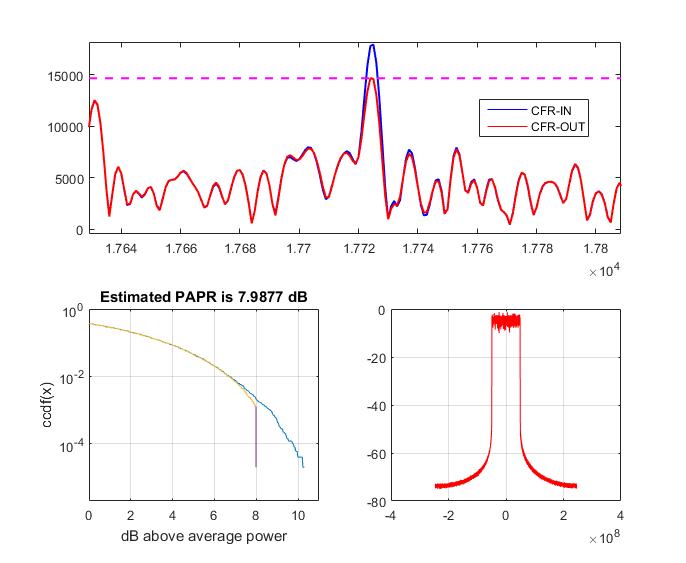 15000
10000
5000
0
CFR-IN
CFR-OUT
1.764 1.766 1.768 1.77 1.772 1.774 1.776 1.778 1.78
×10^4
Estimated PAPR is 7.9877 dB
ccdf(x)
10^0
10^-2
10^-4
0 2 4 6 8 10
dB above average power
0
-20
-40
-60
-80
-4 -2 0 2 4
×10^8